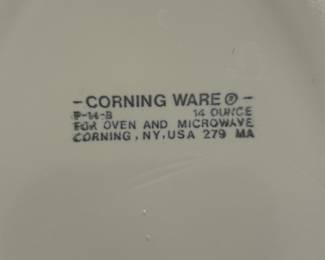 - CORNING WARE ® -
P-14-B 14 OUNCE
FOR OVEN AND MICROWAVE
CORNING, NY, USA 279 MA